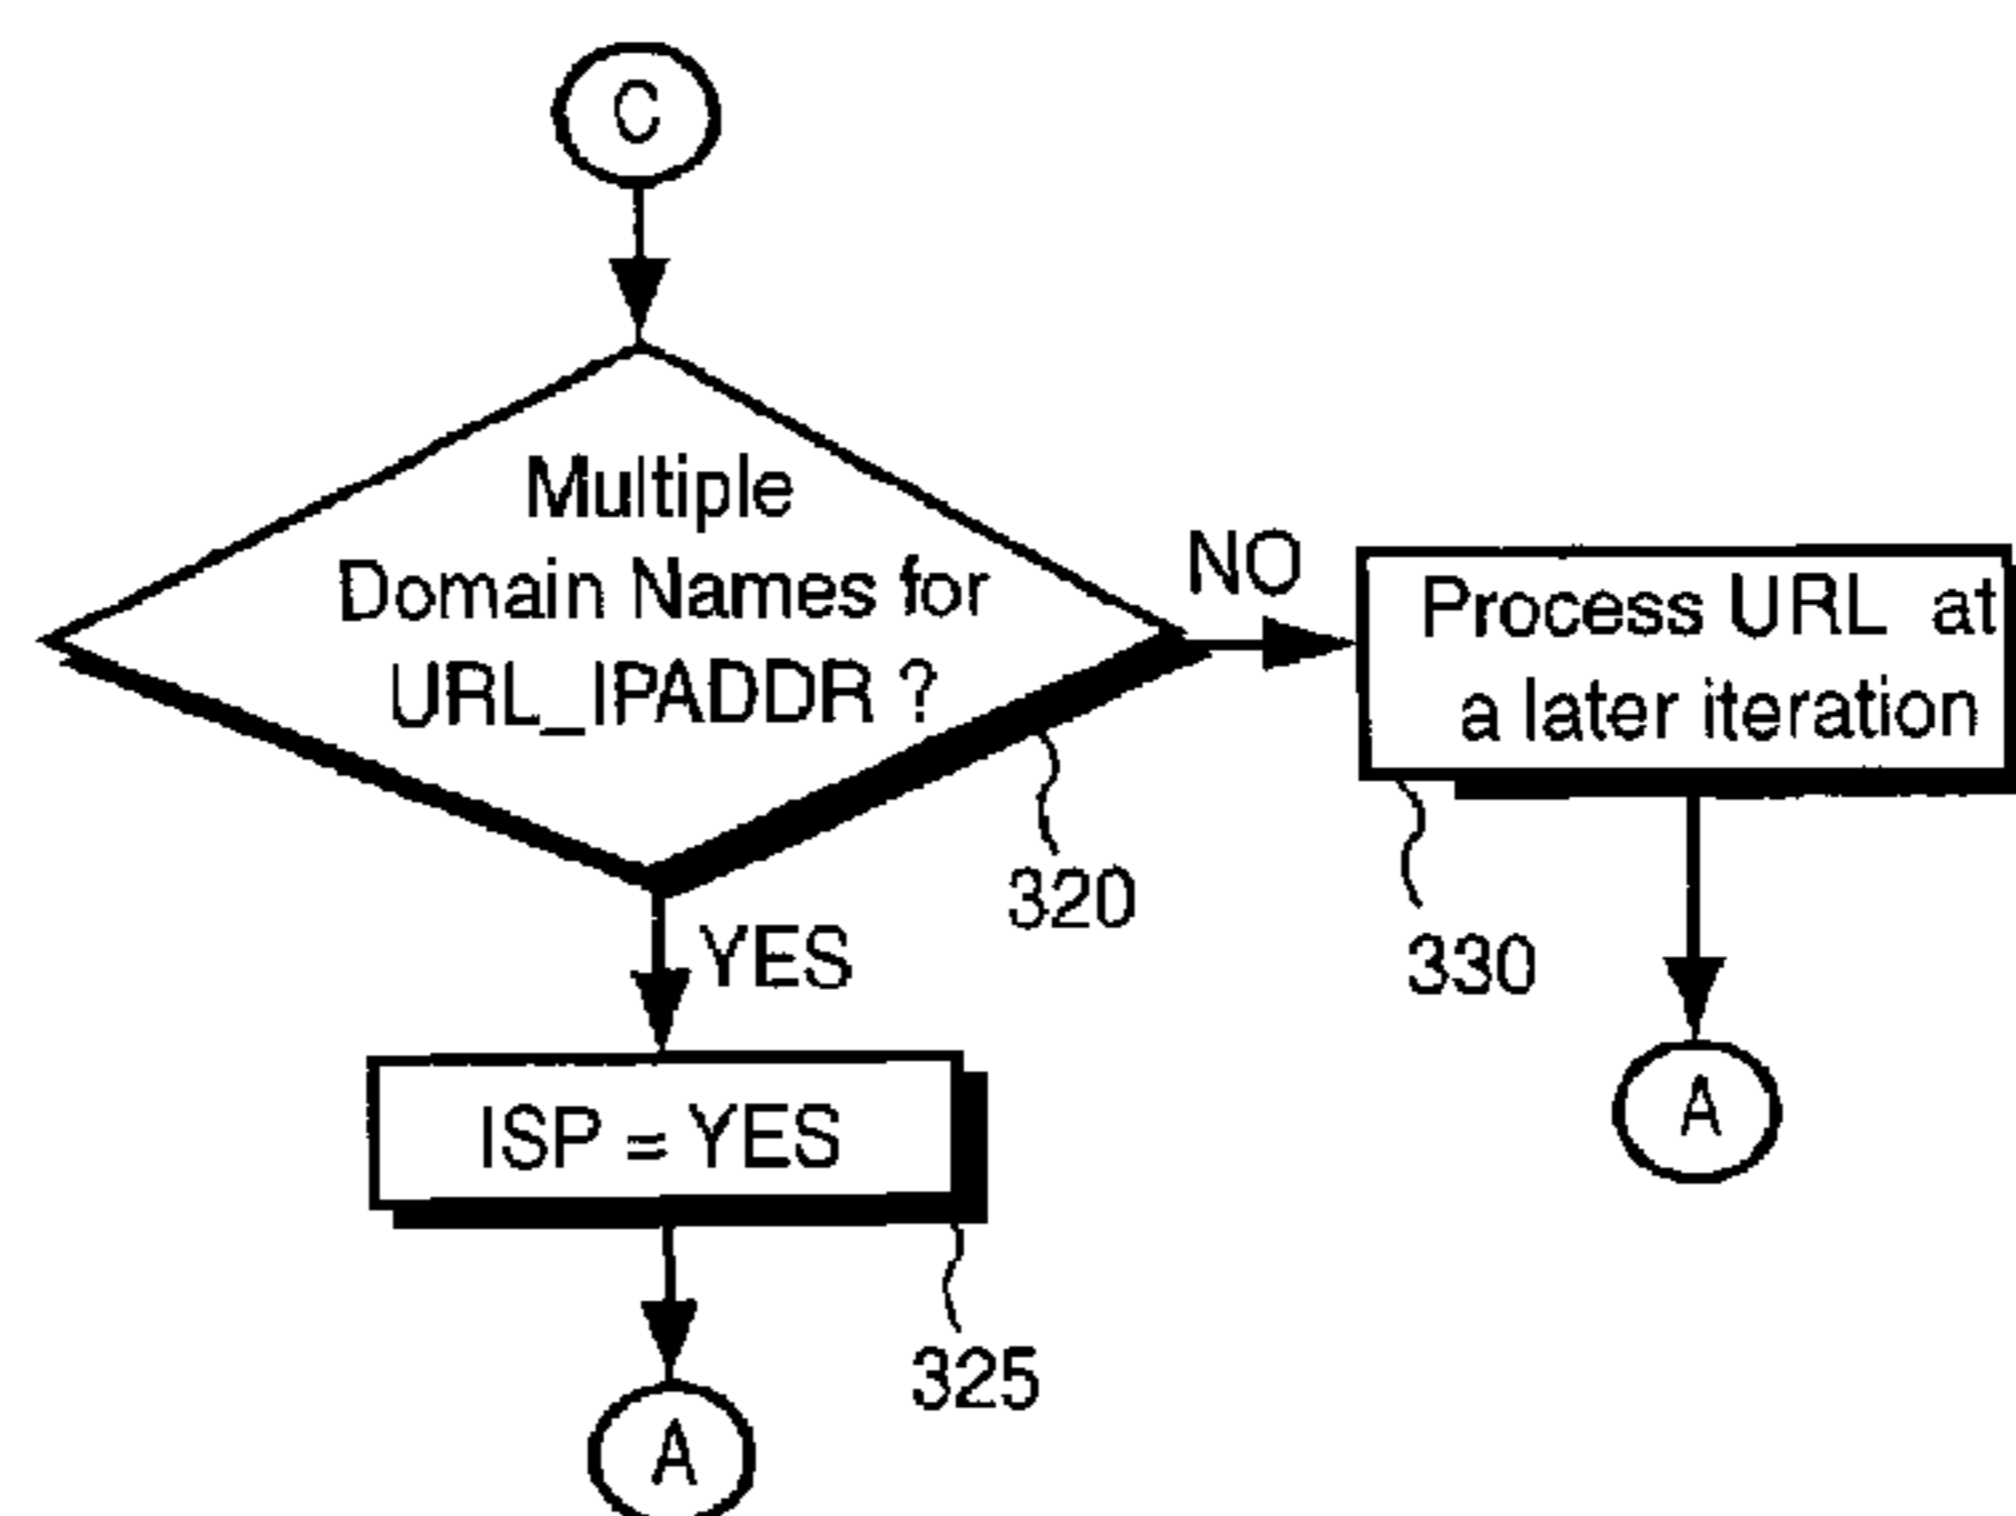 C
Multiple
Domain Names for
URL_IPADDR ?
NO
Process URL at
a later iteration
320
330
YES
A
ISP = YES
325
A